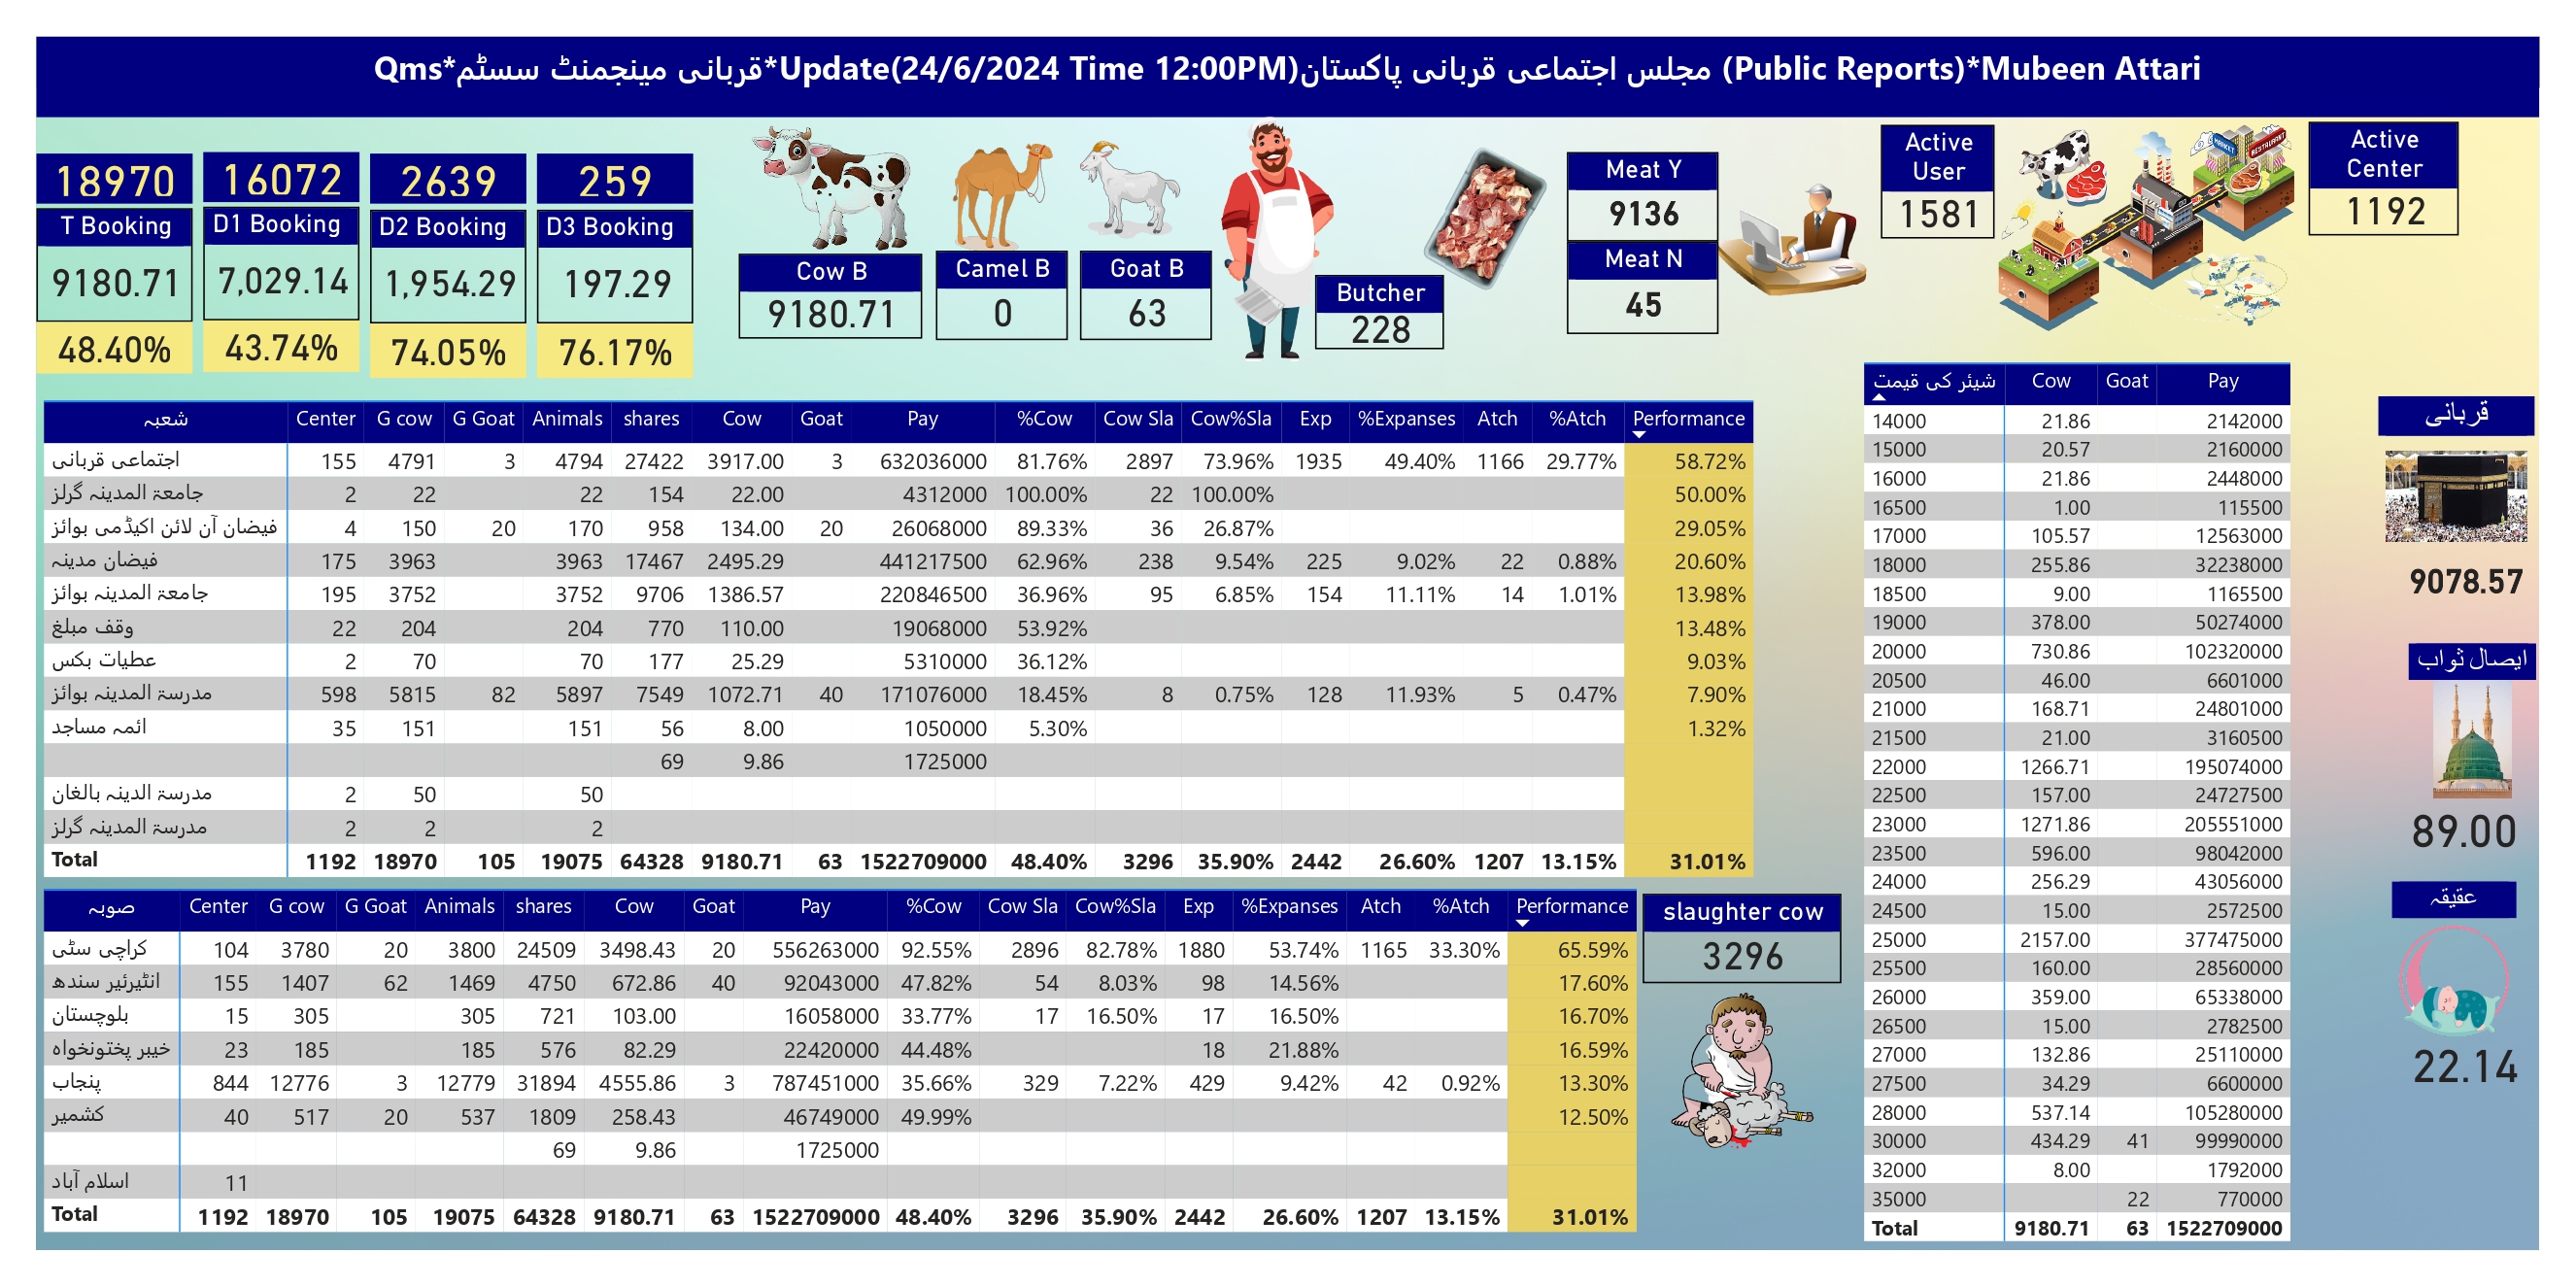 Qms*قربانی مینجمنٹ سسٹم*Update(24/6/2024 Time 12:00PM)مجلس اجتماعی قربانی پاکستان (Public Reports)*Mubeen Attari
18970 16072 2639 259
T Booking D1 Booking D2 Booking D3 Booking
9180.71 7,029.14 1,954.29 197.29
48.40% 43.74% 74.05% 76.17%
Cow B Camel B Goat B
9180.71 0 63
Butcher
228
Meat Y
9136
Meat N
45
Active User
1581
MARKET RESTAURANT
Active Center
1192
شعبہ Center G cow G Goat Animals shares Cow Goat Pay %Cow Cow Sla Cow%Sla Exp %Expanses Atch %Atch Performance
اجتماعی قربانی 155 4791 3 4794 27422 3917.00 3 632036000 81.76% 2897 73.96% 1935 49.40% 1166 29.77% 58.72%
جامعۃ المدینہ گرلز 2 22 22 154 22.00 4312000 100.00% 22 100.00% 50.00%
فیضان آن لائن اکیڈمی بوائز 4 150 20 170 958 134.00 20 26068000 89.33% 36 26.87% 29.05%
فیضان مدینہ 175 3963 3963 17467 2495.29 441217500 62.96% 238 9.54% 225 9.02% 22 0.88% 20.60%
جامعۃ المدینہ بوائز 195 3752 3752 9706 1386.57 220846500 36.96% 95 6.85% 154 11.11% 14 1.01% 13.98%
وقف مبلغ 22 204 204 770 110.00 19068000 53.92% 13.48%
عطیات بکس 2 70 70 177 25.29 5310000 36.12% 9.03%
مدرسۃ المدینہ بوائز 598 5815 82 5897 7549 1072.71 40 171076000 18.45% 8 0.75% 128 11.93% 5 0.47% 7.90%
ائمہ مساجد 35 151 151 56 8.00 1050000 5.30% 1.32%
69 9.86 1725000
مدرسۃ الدینہ بالغان 2 50 50
مدرسۃ المدینہ گرلز 2 2 2
Total 1192 18970 105 19075 64328 9180.71 63 1522709000 48.40% 3296 35.90% 2442 26.60% 1207 13.15% 31.01%
صوبہ Center G cow G Goat Animals shares Cow Goat Pay %Cow Cow Sla Cow%Sla Exp %Expanses Atch %Atch Performance
کراچی سٹی 104 3780 20 3800 24509 3498.43 20 556263000 92.55% 2896 82.78% 1880 53.74% 1165 33.30% 65.59%
انٹیرئیر سندھ 155 1407 62 1469 4750 672.86 40 92043000 47.82% 54 8.03% 98 14.56% 17.60%
بلوچستان 15 305 305 721 103.00 16058000 33.77% 17 16.50% 17 16.50% 16.70%
خیبر پختونخواہ 23 185 185 576 82.29 22420000 44.48% 18 21.88% 16.59%
پنجاب 844 12776 3 12779 31894 4555.86 3 787451000 35.66% 329 7.22% 429 9.42% 42 0.92% 13.30%
کشمیر 40 517 20 537 1809 258.43 46749000 49.99% 12.50%
69 9.86 1725000
اسلام آباد 11
Total 1192 18970 105 19075 64328 9180.71 63 1522709000 48.40% 3296 35.90% 2442 26.60% 1207 13.15% 31.01%
slaughter cow
3296
شیئر کی قیمت Cow Goat Pay
14000 21.86 2142000
15000 20.57 2160000
16000 21.86 2448000
16500 1.00 115500
17000 105.57 12563000
18000 255.86 32238000
18500 9.00 1165500
19000 378.00 50274000
20000 730.86 102320000
20500 46.00 6601000
21000 168.71 24801000
21500 21.00 3160500
22000 1266.71 195074000
22500 157.00 24727500
23000 1271.86 205551000
23500 596.00 98042000
24000 256.29 43056000
24500 15.00 2572500
25000 2157.00 377475000
25500 160.00 28560000
26000 359.00 65338000
26500 15.00 2782500
27000 132.86 25110000
27500 34.29 6600000
28000 537.14 105280000
30000 434.29 41 99990000
32000 8.00 1792000
35000 22 770000
Total 9180.71 63 1522709000
قربانی
9078.57
ایصال ثواب
89.00
عقیقہ
22.14